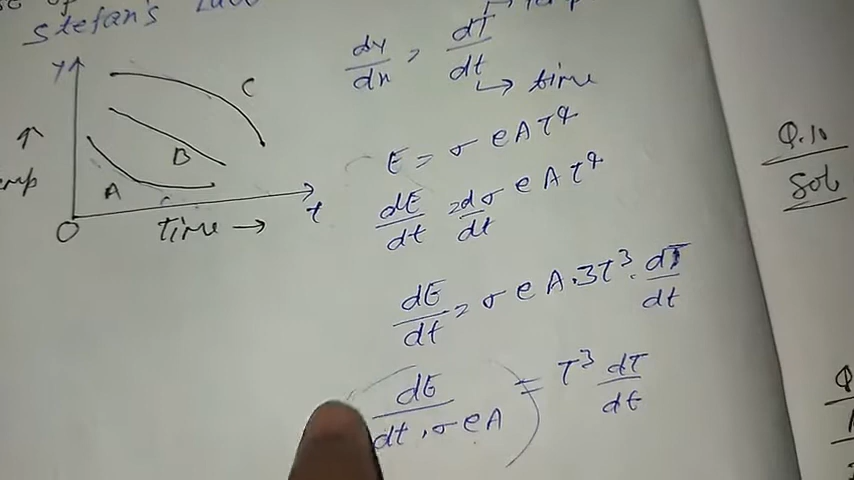 Stefan's
Y
C
B
A
O
time →
t
dy/dx = dT/dt
→ time
E = σ e A T⁴
dE/dt = dσ/dt e A T⁴
dE/dt = σ e A . 3T³ . dT/dt
dE/dt . σ e A = T³ dT/dt
Q.10
Sol